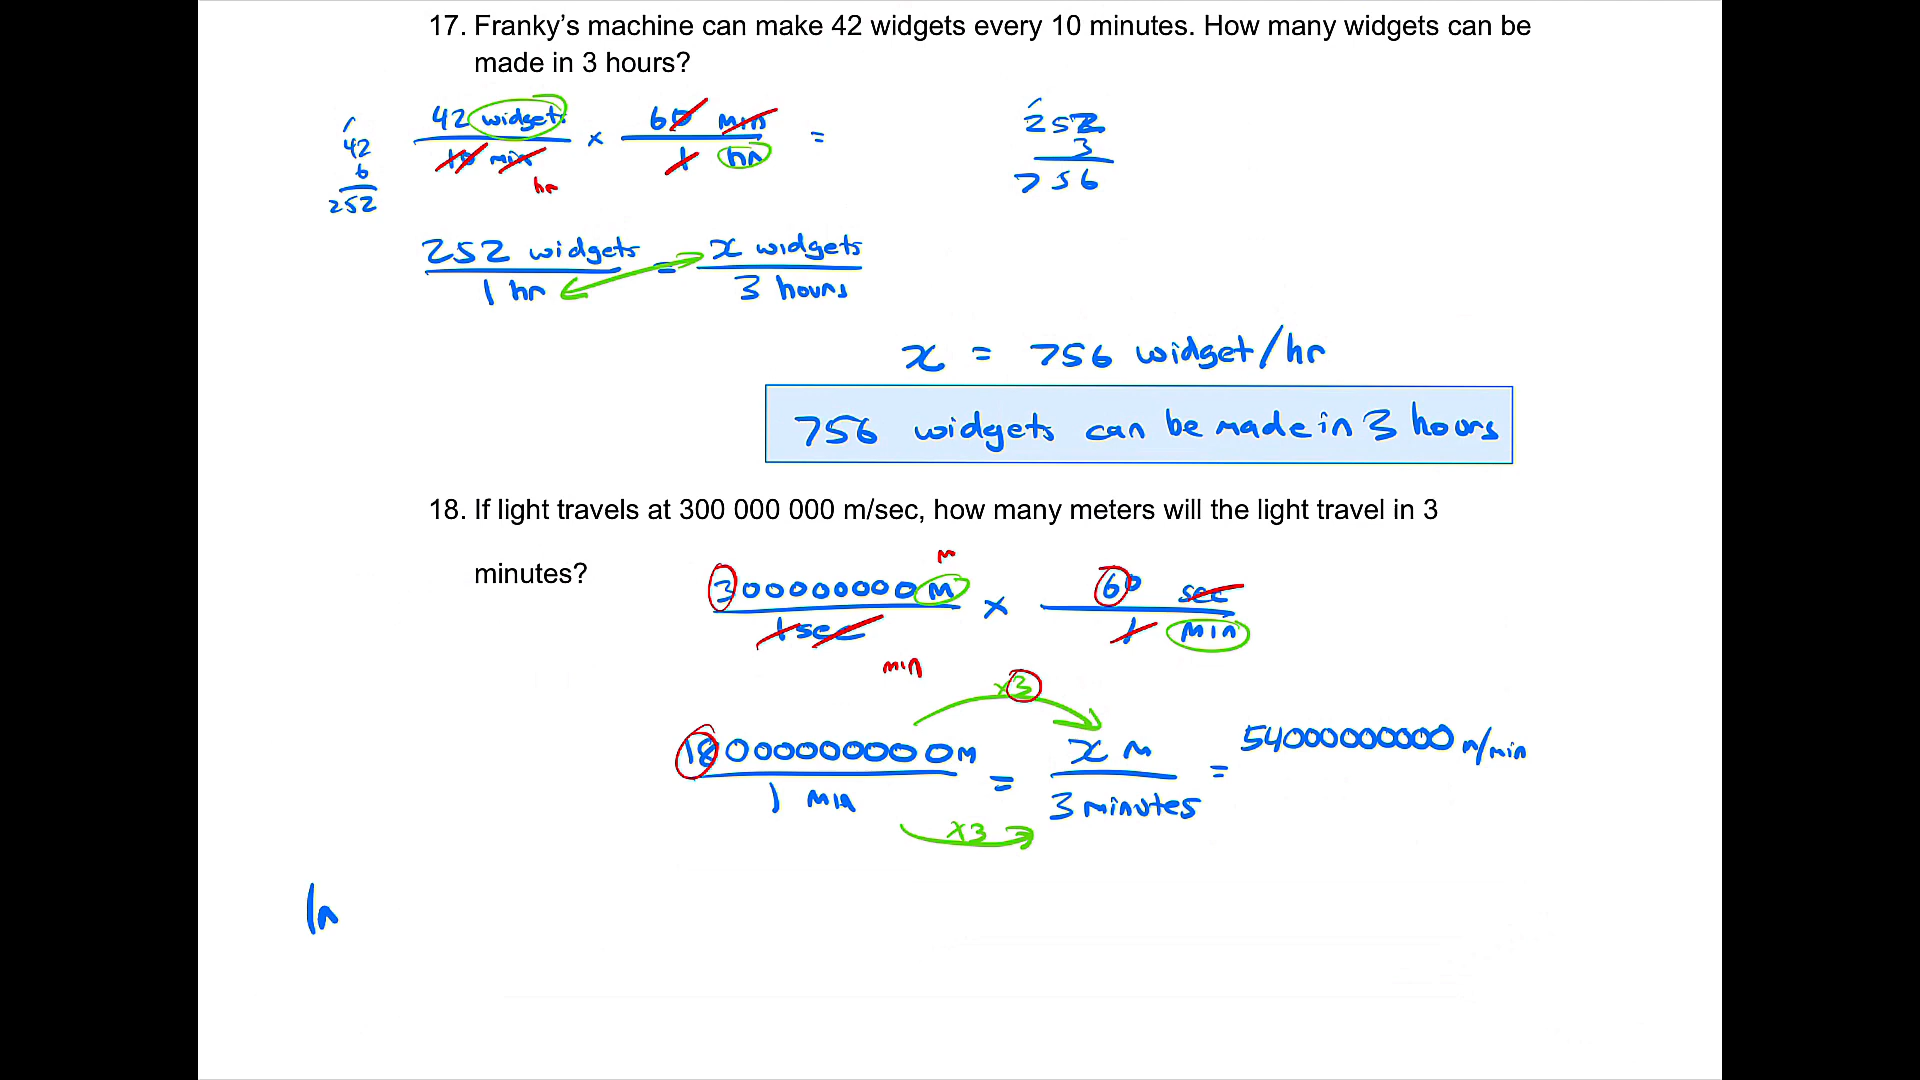 17. Franky's machine can make 42 widgets every 10 minutes. How many widgets can be
made in 3 hours?
42 widgets × 60 min =
10 min 1 hr
hr
42
6
252
252
3
756
252 widgets = x widgets
1 hr 3 hours
x = 756 widget/hr
756 widgets can be made in 3 hours
18. If light travels at 300 000 000 m/sec, how many meters will the light travel in 3
minutes?
m
300000000 m × 60 sec
1 sec 1 min
min
×3
18000000000 m = x m = 54000000000 m/min
1 min 3 minutes
×3
In